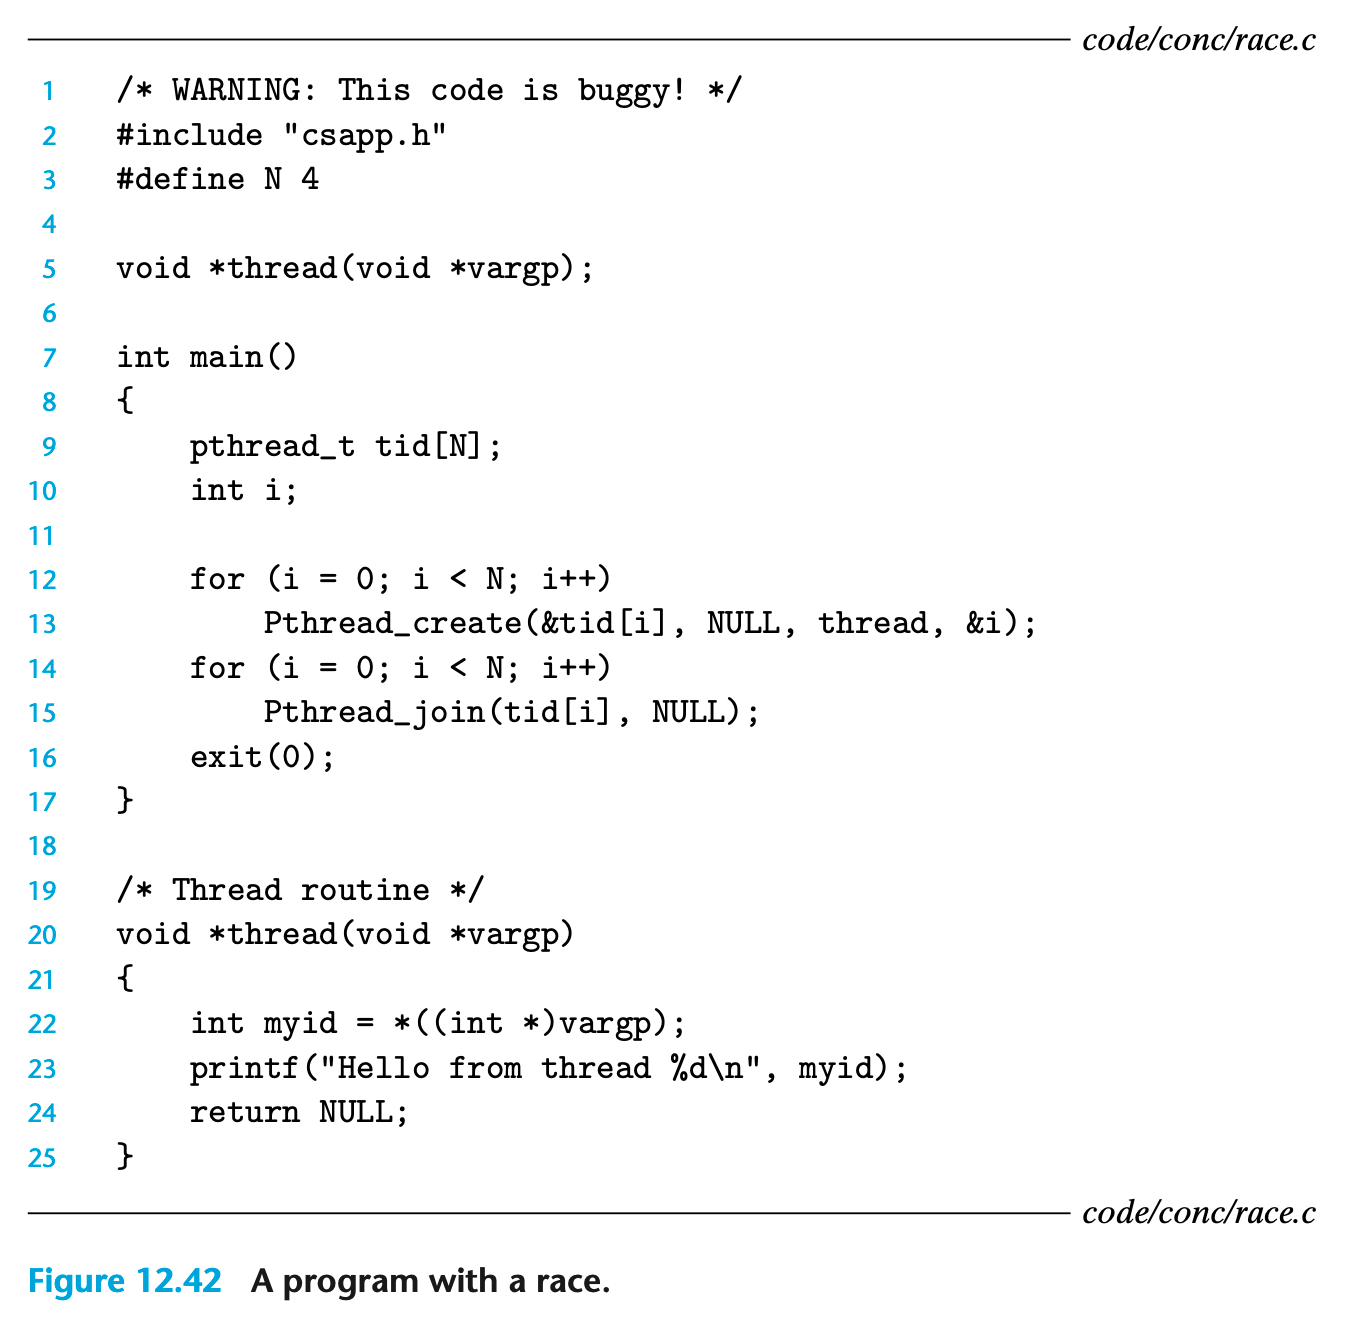 code/conc/race.c
1 /* WARNING: This code is buggy! */
2 #include "csapp.h"
3 #define N 4
4
5 void *thread(void *vargp);
6
7 int main()
8 {
9     pthread_t tid[N];
10     int i;
11
12     for (i = 0; i < N; i++)
13         Pthread_create(&tid[i], NULL, thread, &i);
14     for (i = 0; i < N; i++)
15         Pthread_join(tid[i], NULL);
16     exit(0);
17 }
18
19 /* Thread routine */
20 void *thread(void *vargp)
21 {
22     int myid = *((int *)vargp);
23     printf("Hello from thread %d\n", myid);
24     return NULL;
25 }
code/conc/race.c
Figure 12.42 A program with a race.